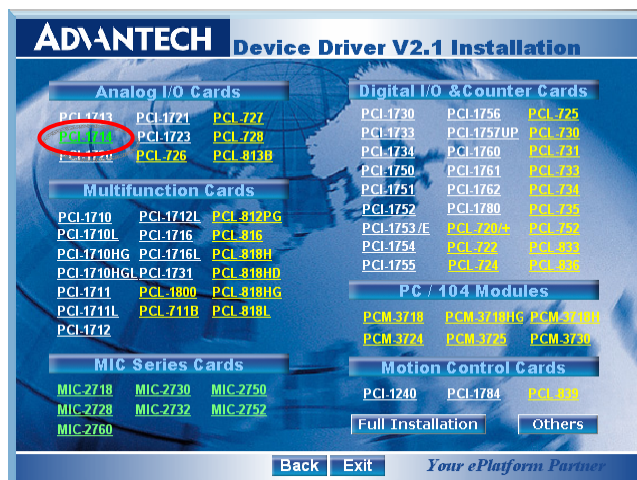 ADVANTECH Device Driver V2.1 Installation
Analog I/O Cards
PCI-1713 PCI-1721 PCL-727
PCI-1714 PCI-1723 PCL-728
PCI-1720 PCL-726 PCL-813B
Multifunction Cards
PCI-1710 PCI-1712L PCL-812PG
PCI-1710L PCI-1716 PCL-816
PCI-1710HG PCI-1716L PCL-818H
PCI-1710HGL PCI-1731 PCL-818HD
PCI-1711 PCL-1800 PCL-818HG
PCI-1711L PCL-711B PCL-818L
PCI-1712
MIC Series Cards
MIC-2718 MIC-2730 MIC-2750
MIC-2728 MIC-2732 MIC-2752
MIC-2760
Digital I/O &Counter Cards
PCI-1730 PCI-1756 PCL-725
PCI-1733 PCI-1757UP PCL-730
PCI-1734 PCI-1760 PCL-731
PCI-1750 PCI-1761 PCL-733
PCI-1751 PCI-1762 PCL-734
PCI-1752 PCI-1780 PCL-735
PCI-1753 /E PCL-720/+ PCL-752
PCI-1754 PCL-722 PCL-833
PCI-1755 PCL-724 PCL-836
PC / 104 Modules
PCM-3718 PCM-3718HG PCM-3718H
PCM-3724 PCM-3725 PCM-3730
Motion Control Cards
PCI-1240 PCI-1784 PCL-839
Full Installation Others
Back Exit Your ePlatform Partner